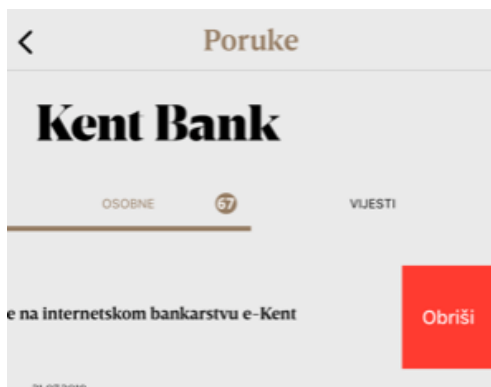 Poruke
Kent Bank
OSOBNE 67 VIJESTI
e na internetskom bankarstvu e-Kent
Obriši